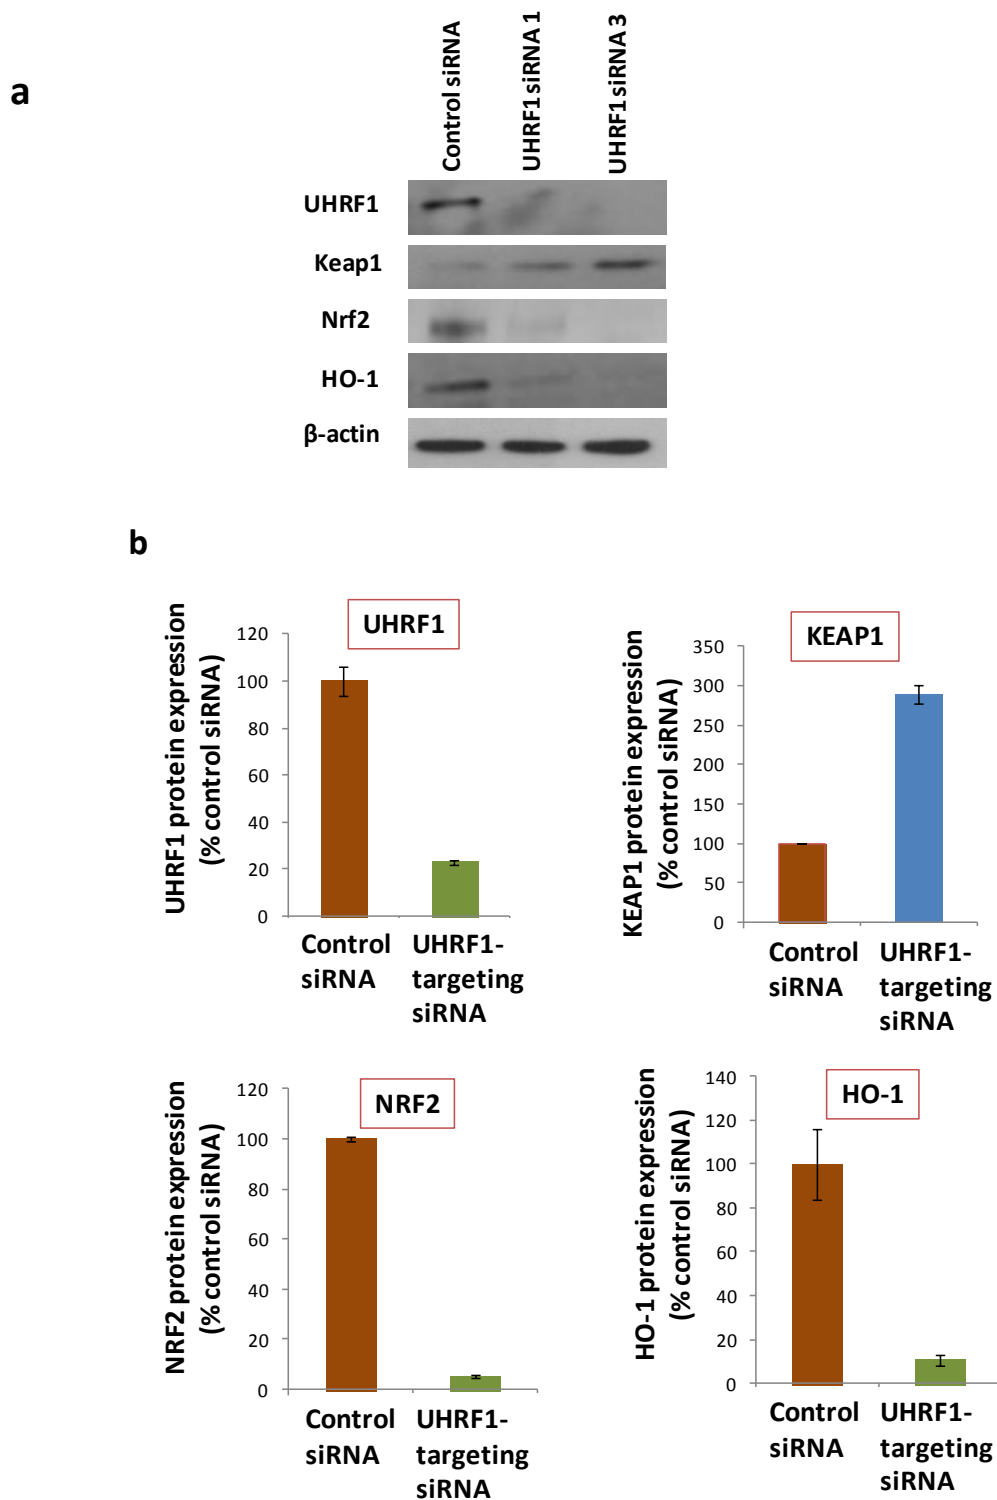 a
Control siRNA
UHRF1 siRNA 1
UHRF1 siRNA 3
UHRF1
Keap1
Nrf2
HO-1
β-actin
b
UHRF1 protein expression
(% control siRNA)
UHRF1
120
100
80
60
40
20
0
Control
siRNA
UHRF1-
targeting
siRNA
KEAP1 protein expression
(% control siRNA)
KEAP1
350
300
250
200
150
100
50
0
Control
siRNA
UHRF1-
targeting
siRNA
NRF2 protein expression
(% control siRNA)
NRF2
120
100
80
60
40
20
0
Control
siRNA
UHRF1-
targeting
siRNA
HO-1 protein expression
(% control siRNA)
HO-1
140
120
100
80
60
40
20
0
Control
siRNA
UHRF1-
targeting
siRNA